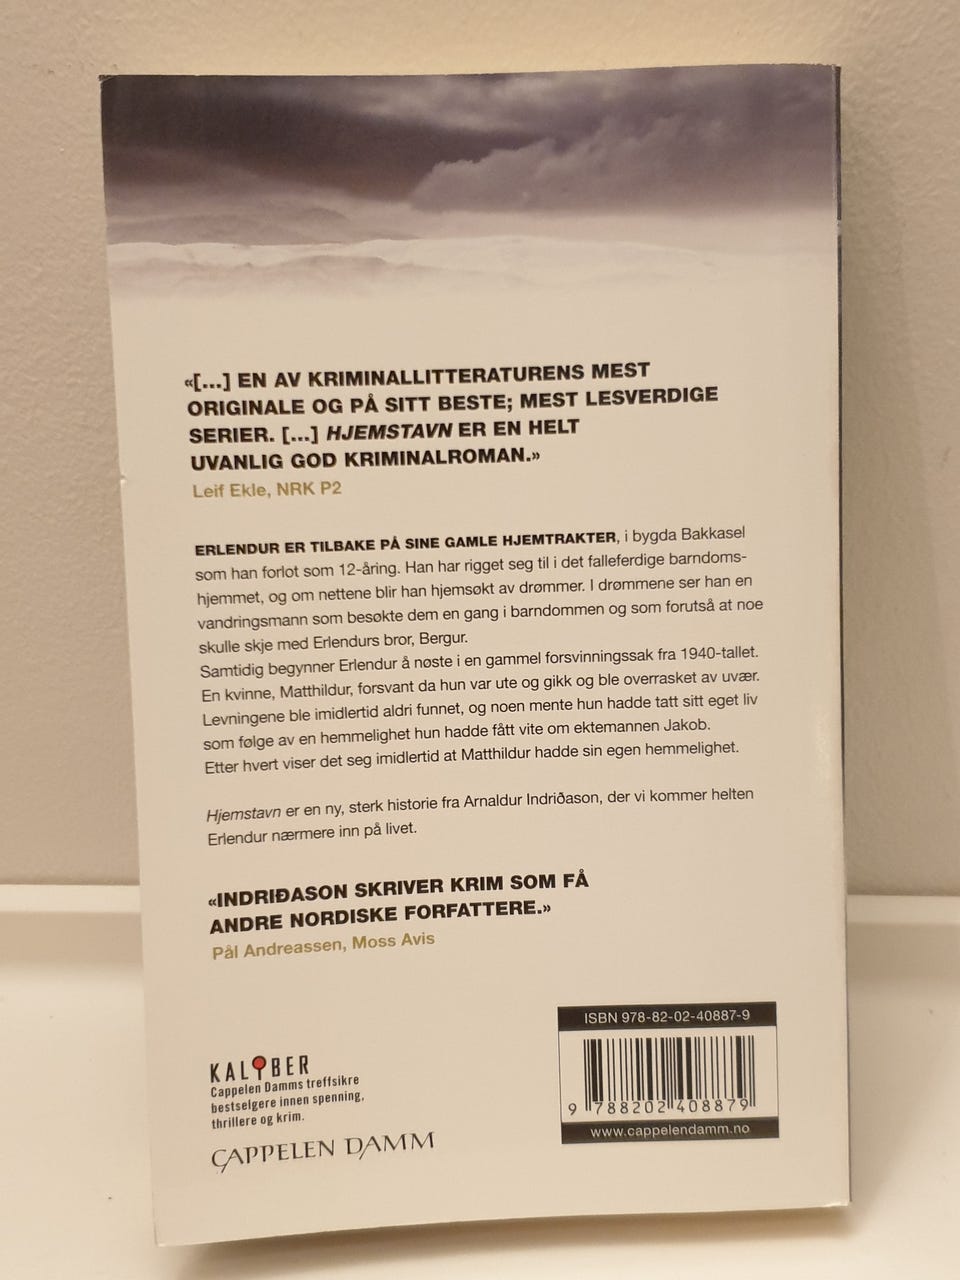 «[...] EN AV KRIMINALLITTERATURENS MEST
ORIGINALE OG PÅ SITT BESTE; MEST LESVERDIGE
SERIER. [...] HJEMSTAVN ER EN HELT
UVANLIG GOD KRIMINALROMAN.»
Leif Ekle, NRK P2
ERLENDUR ER TILBAKE PÅ SINE GAMLE HJEMTRAKTER, i bygda Bakkasel
som han forlot som 12-åring. Han har rigget seg til i det falleferdige barndoms-
hjemmet, og om nettene blir han hjemsøkt av drømmer. I drømmene ser han en
vandringsmann som besøkte dem en gang i barndommen og som forutså at noe
skulle skje med Erlendurs bror, Bergur.
Samtidig begynner Erlendur å nøste i en gammel forsvinningssak fra 1940-tallet.
En kvinne, Matthildur, forsvant da hun var ute og gikk og ble overrasket av uvær.
Levningene ble imidlertid aldri funnet, og noen mente hun hadde tatt sitt eget liv
som følge av en hemmelighet hun hadde fått vite om ektemannen Jakob.
Etter hvert viser det seg imidlertid at Matthildur hadde sin egen hemmelighet.
Hjemstavn er en ny, sterk historie fra Arnaldur Indriðason, der vi kommer helten
Erlendur nærmere inn på livet.
«INDRIÐASON SKRIVER KRIM SOM FÅ
ANDRE NORDISKE FORFATTERE.»
Pål Andreassen, Moss Avis
KALIBER
Cappelen Damms treffsikre
bestselgere innen spenning,
thrillere og krim.
CAPPELEN DAMM
ISBN 978-82-02-40887-9
9 788202 408879
www.cappelendamm.no